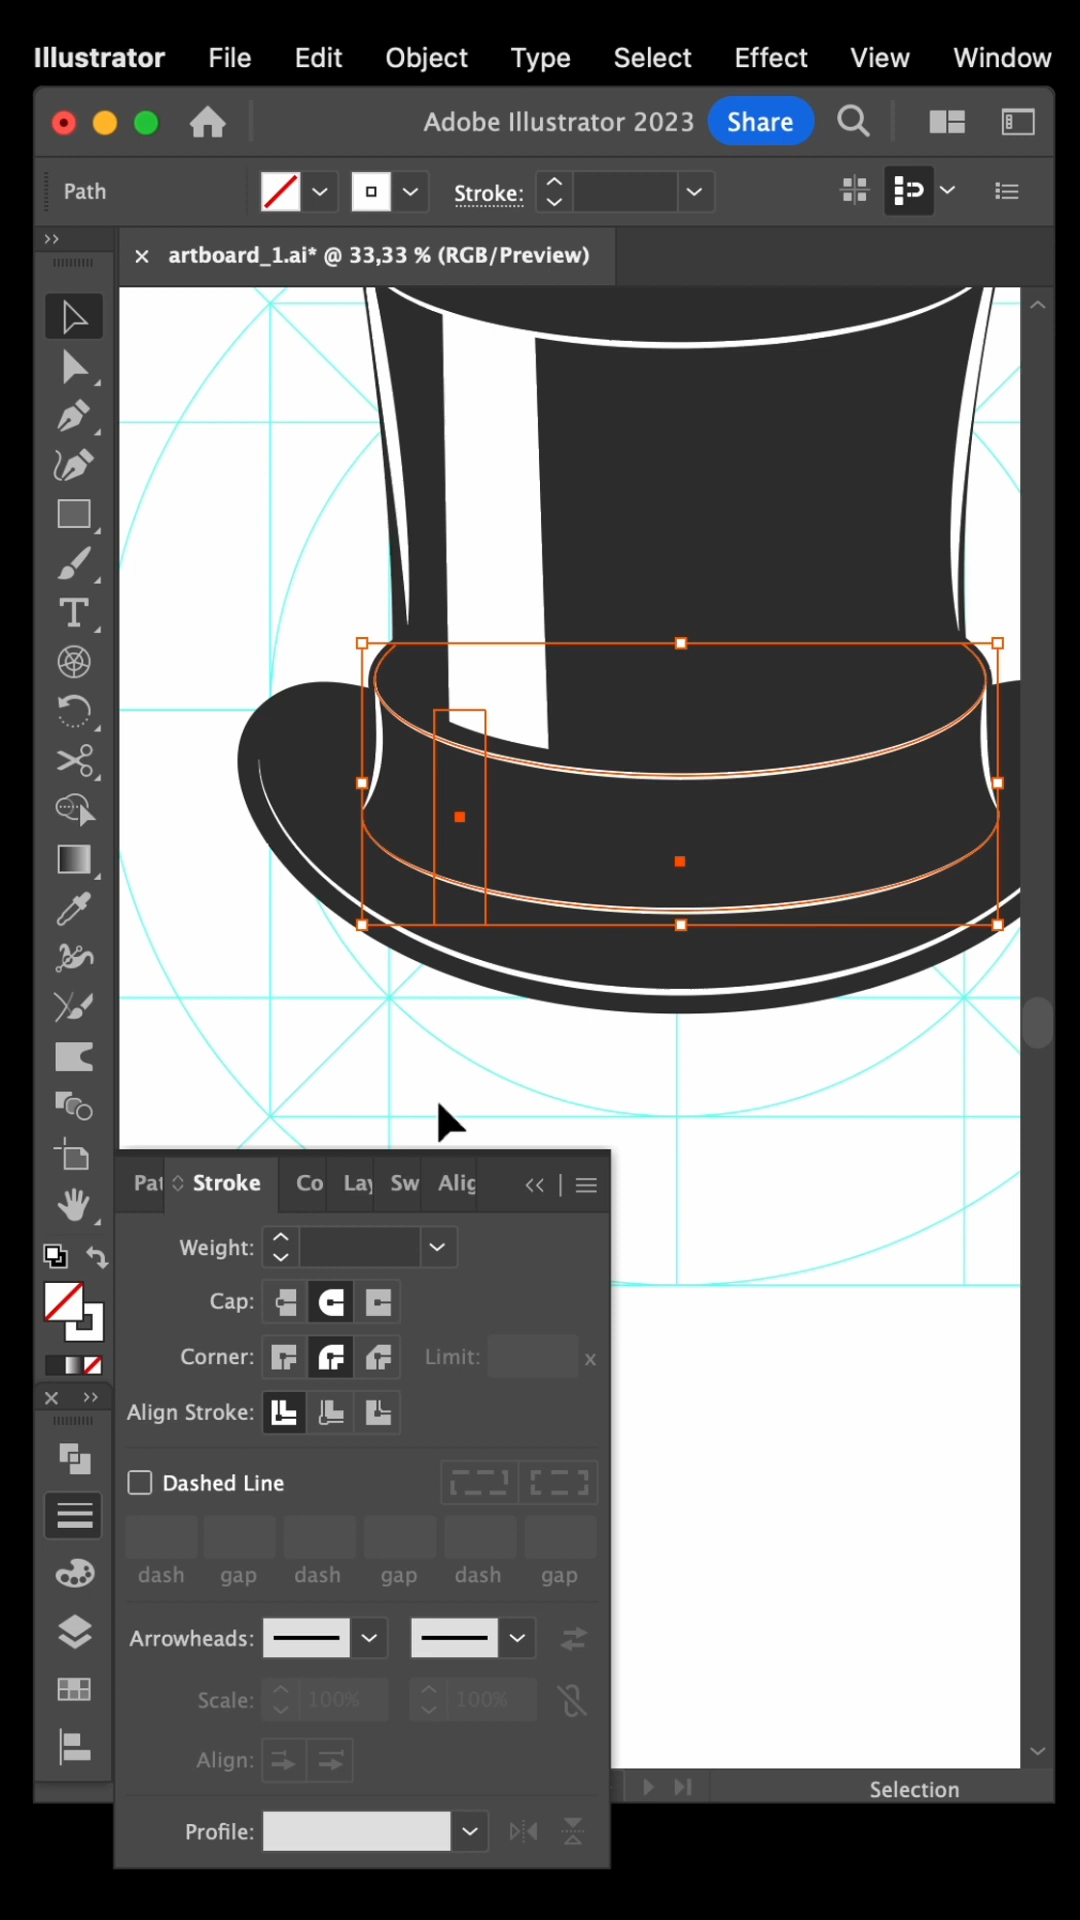 Illustrator File Edit Object Type Select Effect View Window
Adobe Illustrator 2023 Share
Path Stroke:
artboard_1.ai* @ 33,33 % (RGB/Preview)
Pat Stroke Co Lay Sw Alig
Weight:
Cap:
Corner: Limit: x
Align Stroke:
Dashed Line
dash gap dash gap dash gap
Arrowheads:
Scale: 100% 100%
Align:
Selection
Profile: